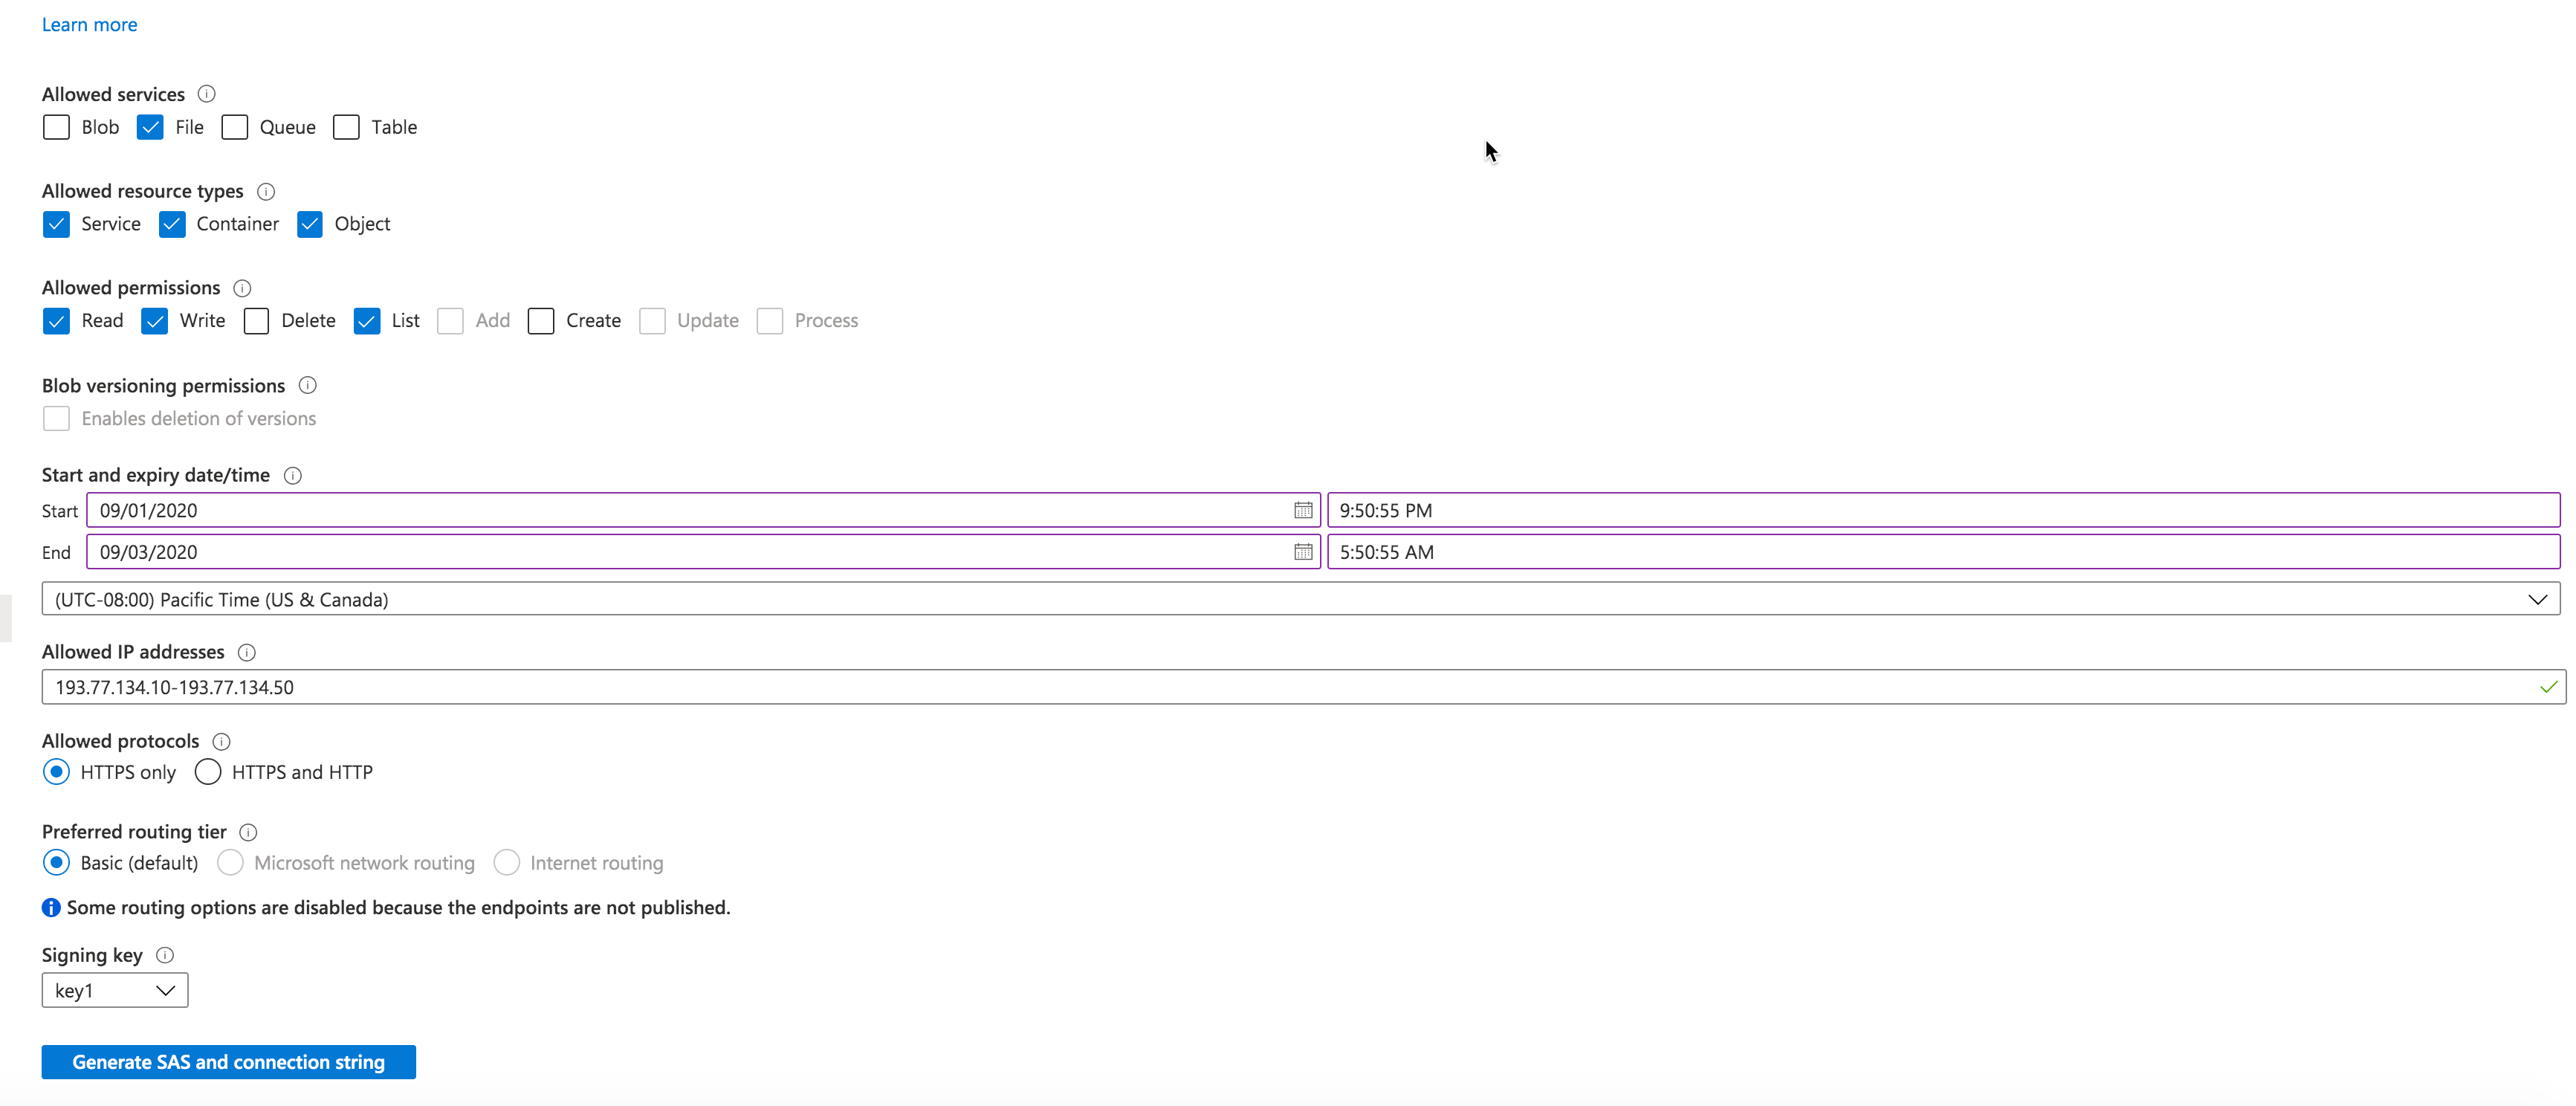 Learn more
Allowed services
Blob File Queue Table
Allowed resource types
Service Container Object
Allowed permissions
Read Write Delete List Add Create Update Process
Blob versioning permissions
Enables deletion of versions
Start and expiry date/time
Start 09/01/2020 9:50:55 PM
End 09/03/2020 5:50:55 AM
(UTC-08:00) Pacific Time (US & Canada)
Allowed IP addresses
193.77.134.10-193.77.134.50
Allowed protocols
HTTPS only HTTPS and HTTP
Preferred routing tier
Basic (default) Microsoft network routing Internet routing
Some routing options are disabled because the endpoints are not published.
Signing key
key1
Generate SAS and connection string